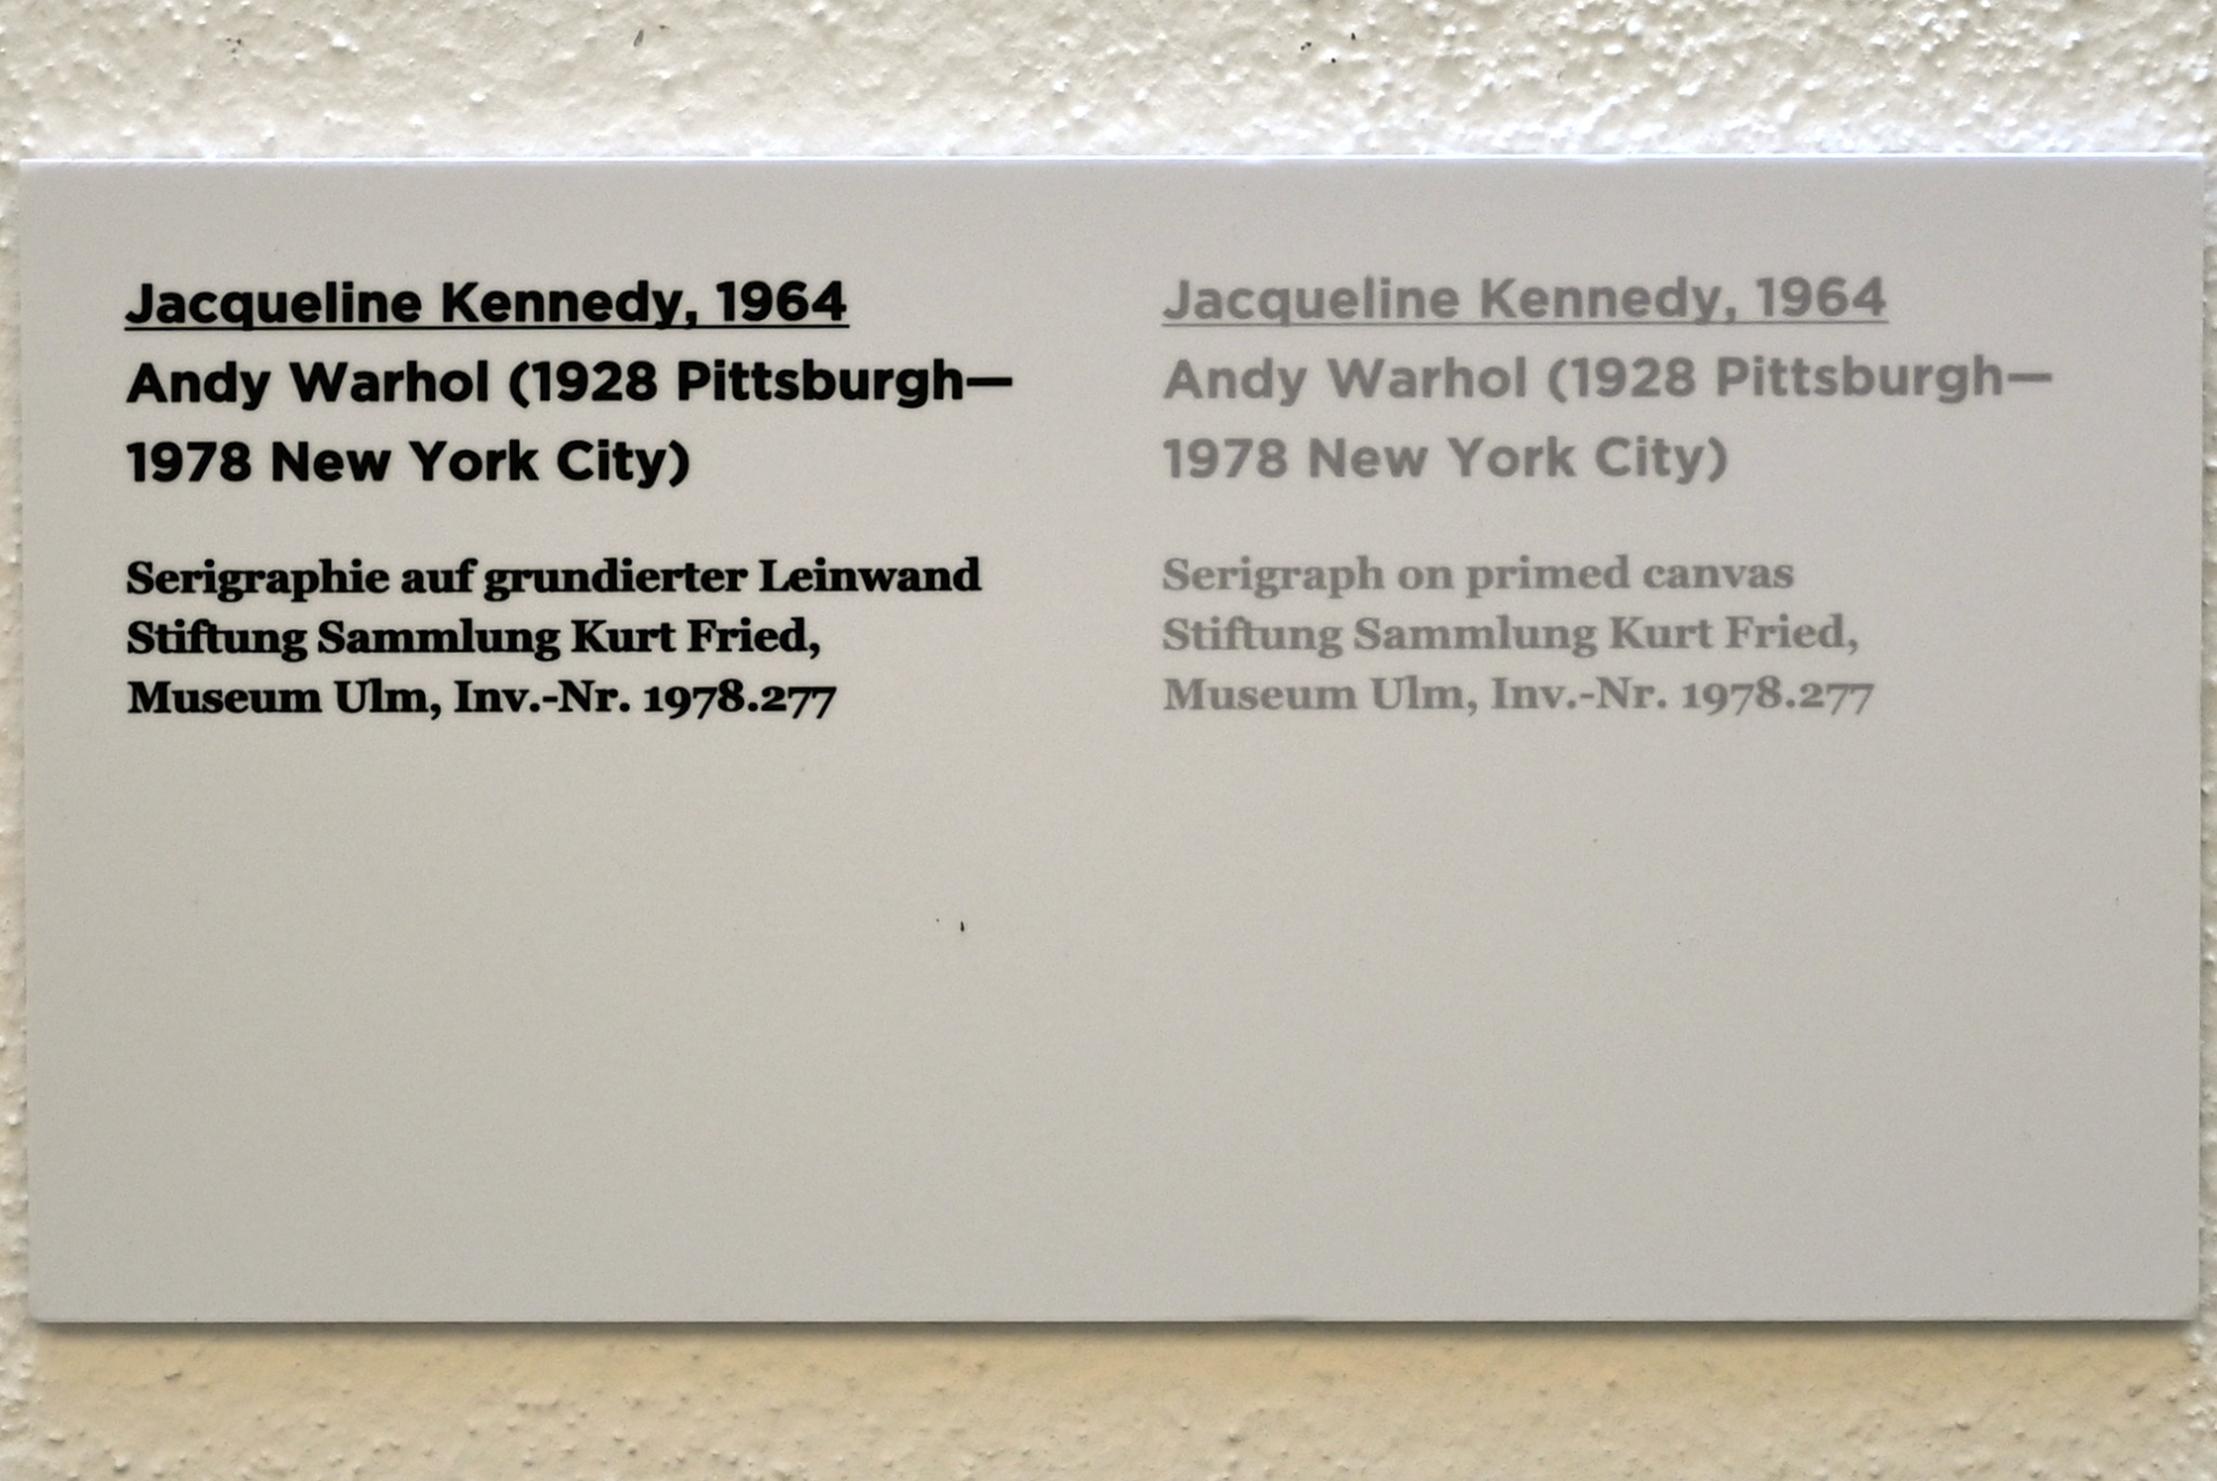 Jacqueline Kennedy, 1964
Andy Warhol (1928 Pittsburgh—
1978 New York City)
Serigraphie auf grundierter Leinwand
Stiftung Sammlung Kurt Fried,
Museum Ulm, Inv.-Nr. 1978.277
Jacqueline Kennedy, 1964
Andy Warhol (1928 Pittsburgh—
1978 New York City)
Serigraph on primed canvas
Stiftung Sammlung Kurt Fried,
Museum Ulm, Inv.-Nr. 1978.277